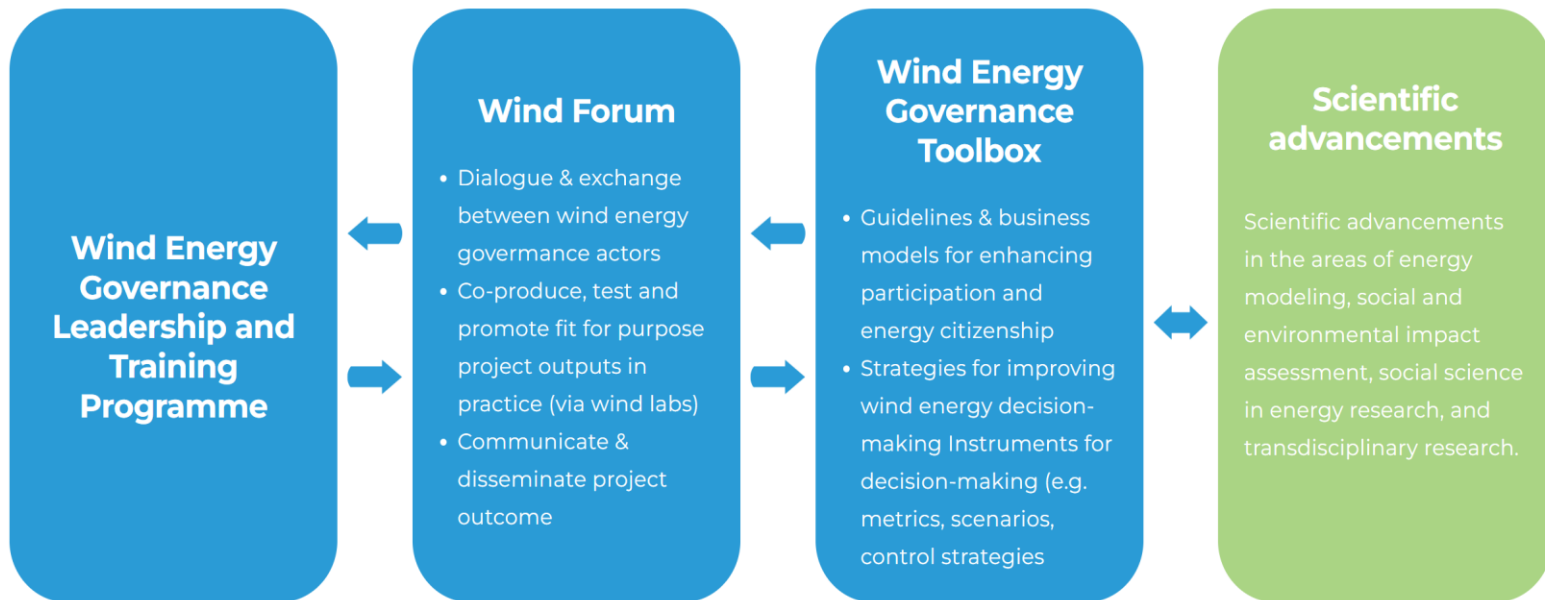 Wind Energy
Governance
Leadership and
Training
Programme
Wind Forum
• Dialogue & exchange
between wind energy
govermance actors
• Co-produce, test and
promote fit for purpose
project outputs in
practice (via wind labs)
• Communicate &
disseminate project
outcome
Wind Energy
Governance
Toolbox
• Guidelines & business
models for enhancing
participation and
energy citizenship
• Strategies for improving
wind energy decision-
making Instruments for
decision-making (e.g.
metrics, scenarios,
control strategies
Scientific
advancements
Scientific advancements
in the areas of energy
modeling, social and
environmental impact
assessment, social science
in energy research, and
transdisciplinary research.